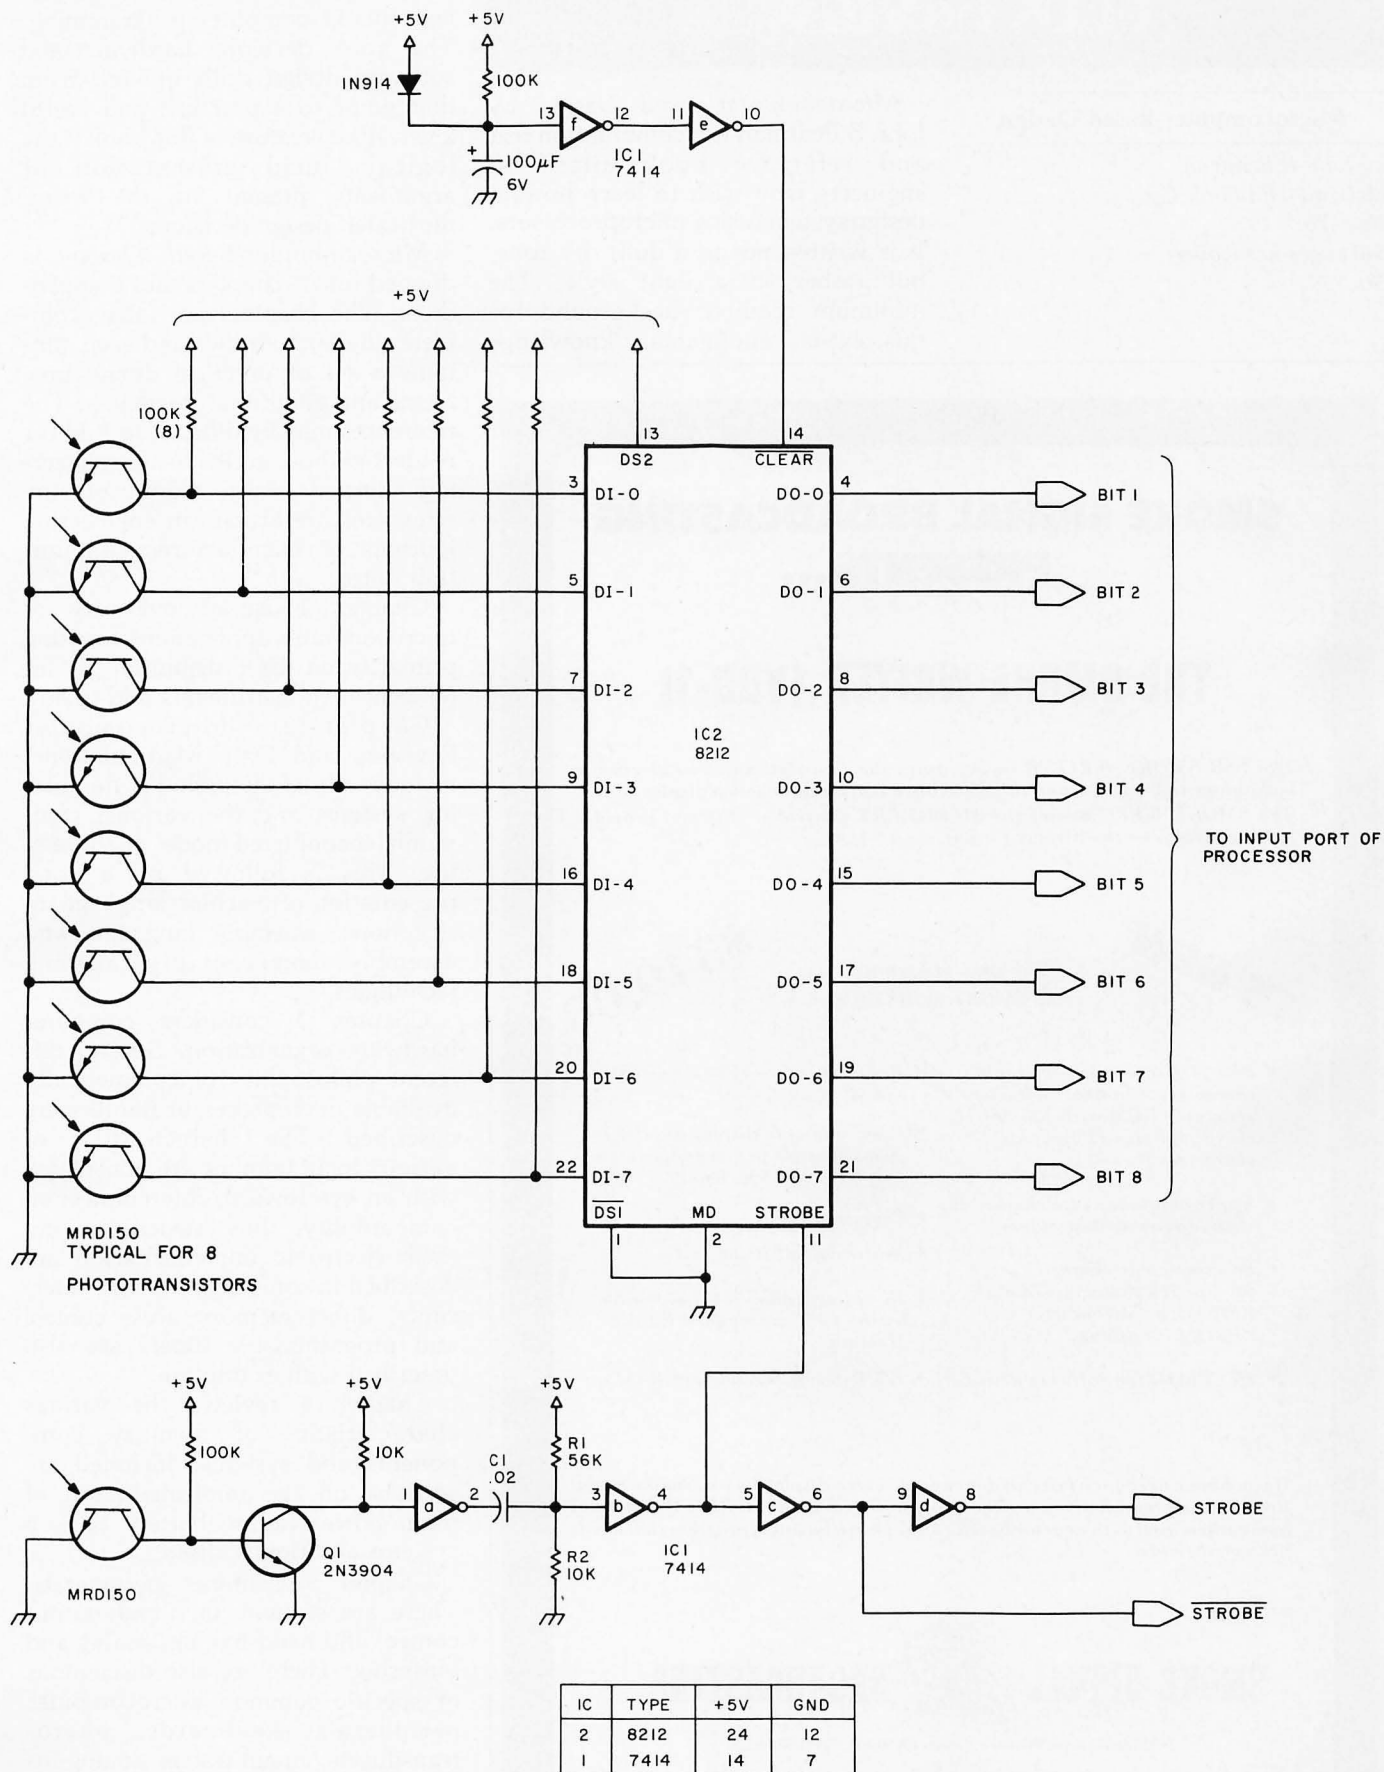 +5V +5V
1N914
100K
13 f 12 11 e 10
+ 100µF
6V
IC1
7414
+5V
100K
(8)
13 14
DS2 CLEAR
3 DI-0 DO-0 4 BIT 1
5 DI-1 DO-1 6 BIT 2
7 DI-2 DO-2 8 BIT 3
IC2
8212
9 DI-3 DO-3 10 BIT 4
TO INPUT PORT OF
PROCESSOR
16 DI-4 DO-4 15 BIT 5
18 DI-5 DO-5 17 BIT 6
20 DI-6 DO-6 19 BIT 7
22 DI-7 DO-7 21 BIT 8
DS1 MD STROBE
1 2 11
MRD150
TYPICAL FOR 8
PHOTOTRANSISTORS
+5V +5V +5V
100K 10K
C1
.02
R1
56K
1 a 2 3 b 4 5 c 6 9 d 8 STROBE
Q1
2N3904
R2
10K
IC1
7414
MRD150
STROBE
IC TYPE +5V GND
2 8212 24 12
1 7414 14 7